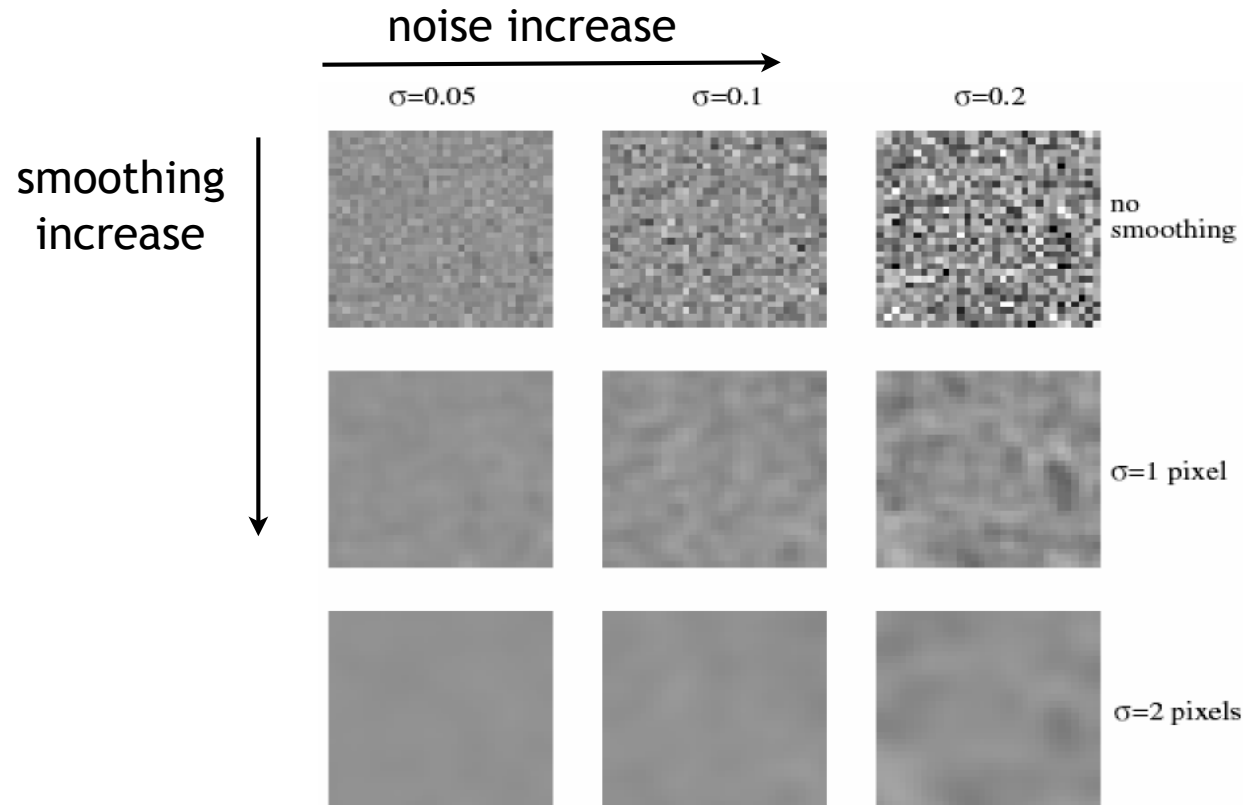 noise increase
σ=0.05
σ=0.1
σ=0.2
smoothing
increase
no
smoothing
σ=1 pixel
σ=2 pixels